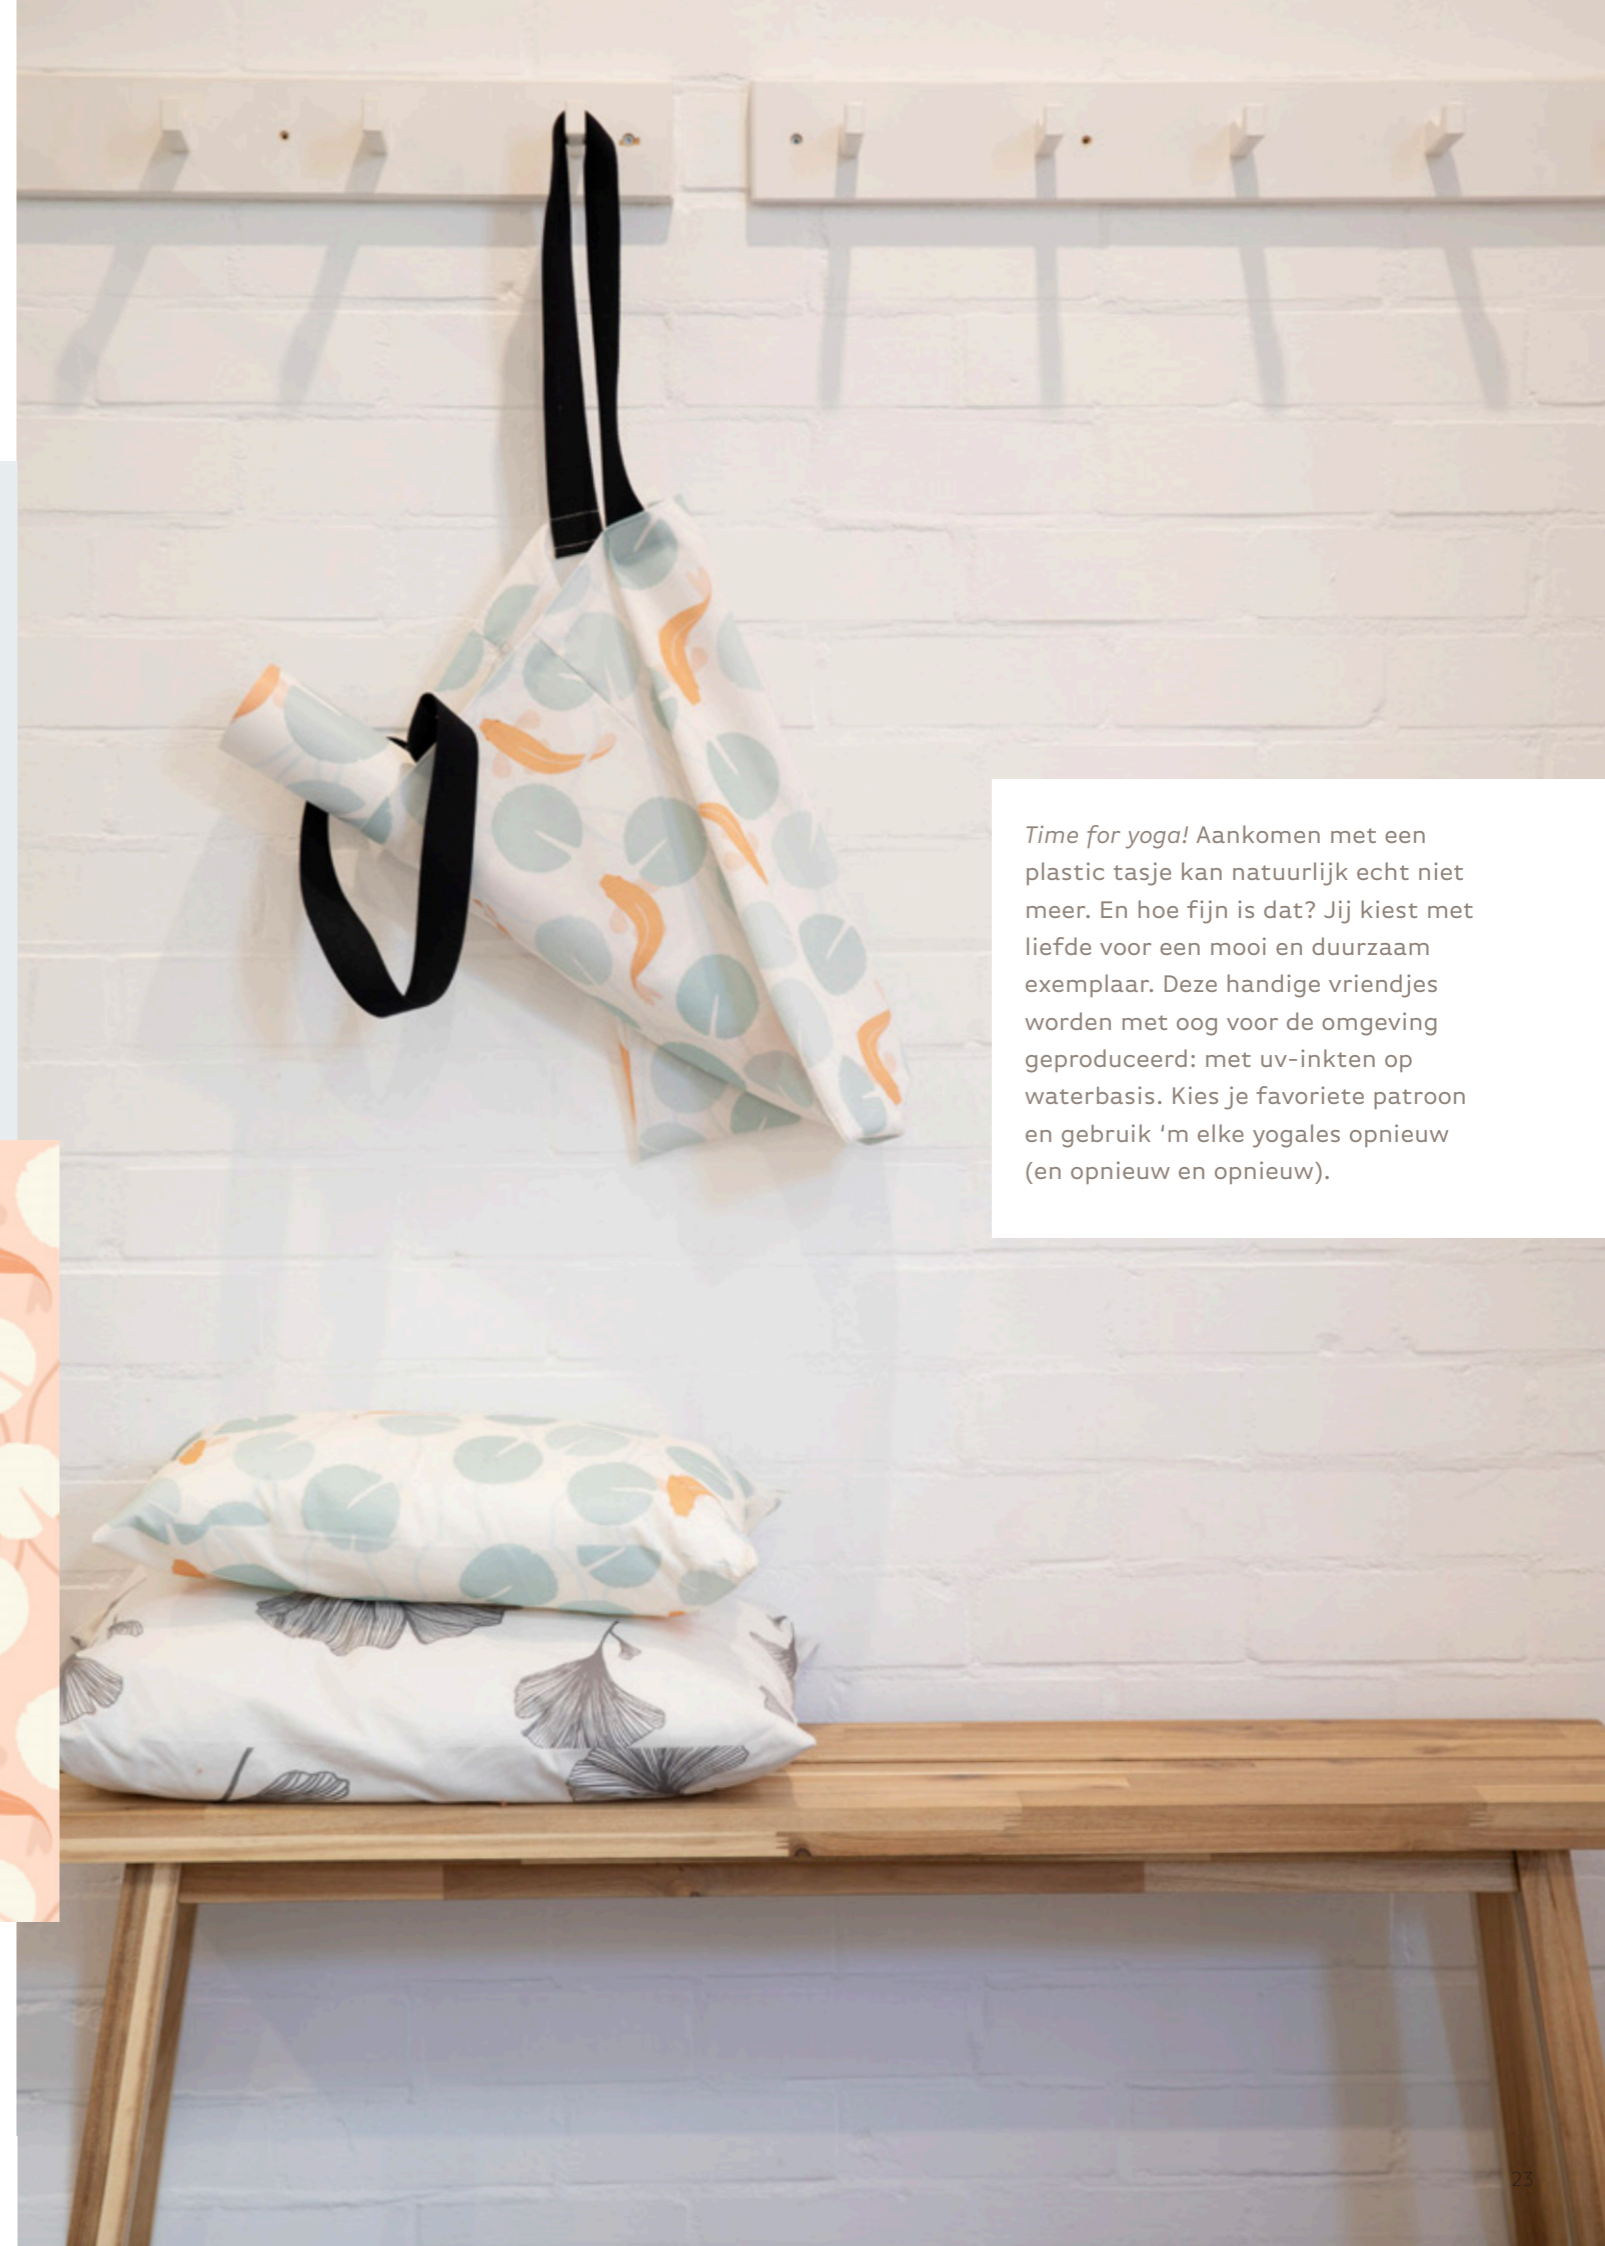 Time for yoga! Aankomen met een
plastic tasje kan natuurlijk echt niet
meer. En hoe fijn is dat? Jij kiest met
liefde voor een mooi en duurzaam
exemplaar. Deze handige vriendjes
worden met oog voor de omgeving
geproduceerd: met uv-inkten op
waterbasis. Kies je favoriete patroon
en gebruik 'm elke yogales opnieuw
(en opnieuw en opnieuw).
23